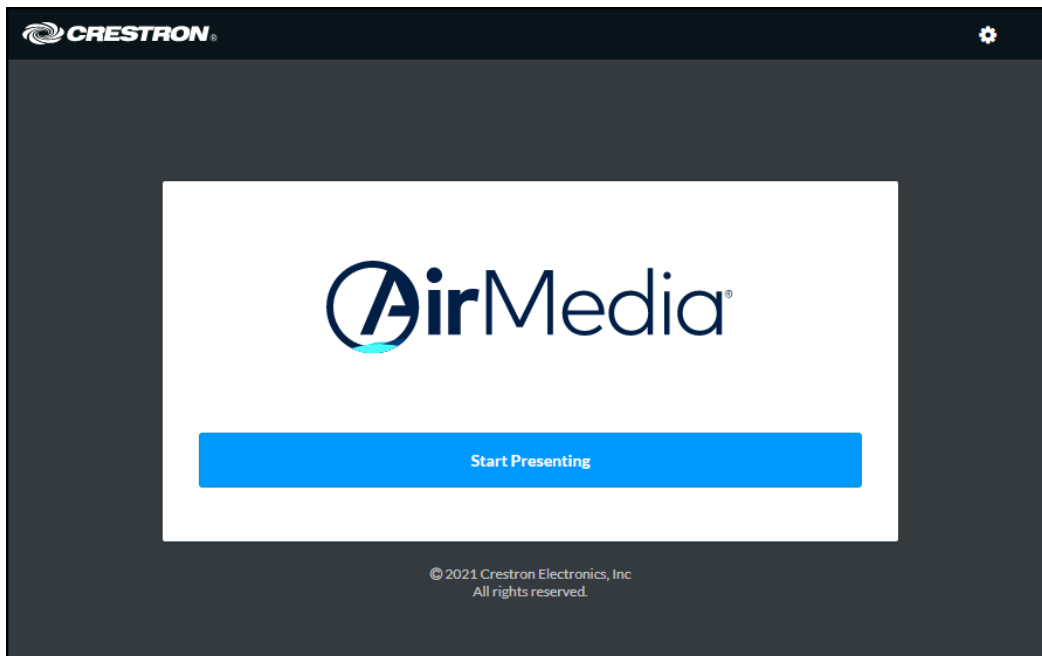 CRESTRON®
AirMedia®
Start Presenting
© 2021 Crestron Electronics, Inc
All rights reserved.